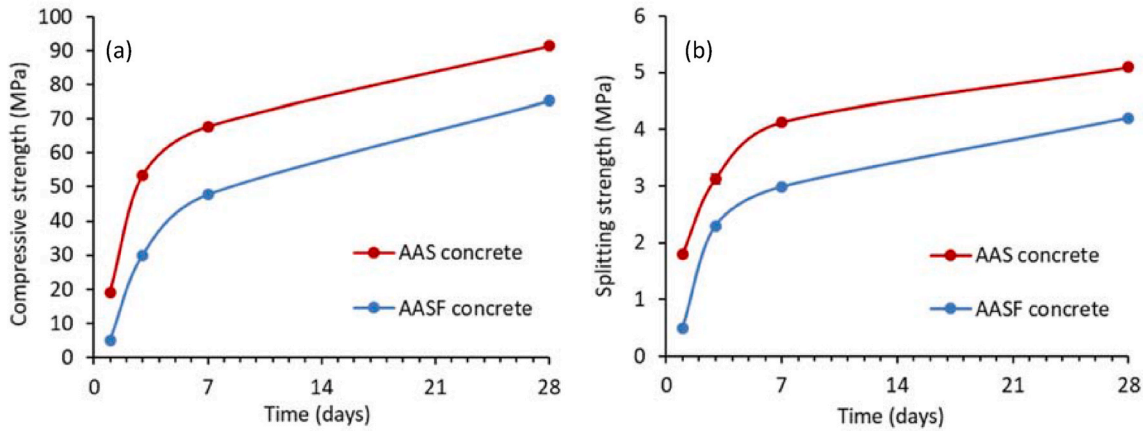 (a)
Compressive strength (MPa)
100
90
80
70
60
50
40
30
20
10
0
0 7 14 21 28
Time (days)
AAS concrete
AASF concrete
(b)
Splitting strength (MPa)
6
5
4
3
2
1
0
0 7 14 21 28
Time (days)
AAS concrete
AASF concrete